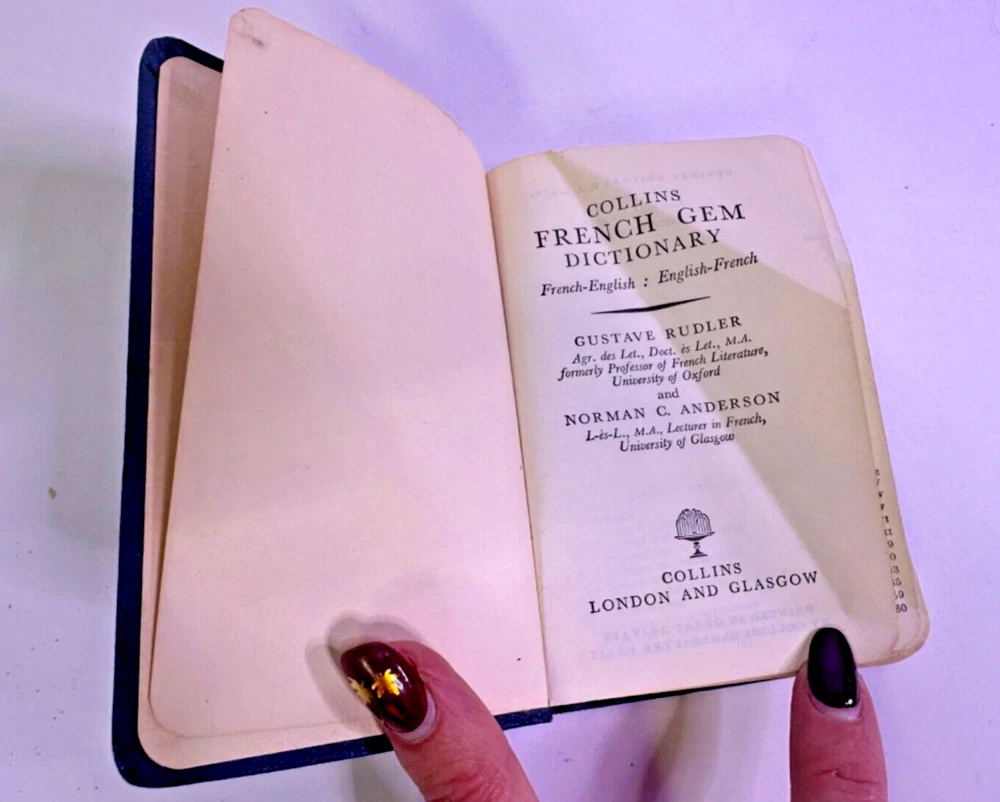 COLLINS
FRENCH GEM
DICTIONARY
French-English : English-French
GUSTAVE RUDLER
Agr. des Let., Doct. ès Let., M.A.
formerly Professor of French Literature,
University of Oxford
and
NORMAN C. ANDERSON
L-ès-L., M.A., Lecturer in French,
University of Glasgow
COLLINS
LONDON AND GLASGOW